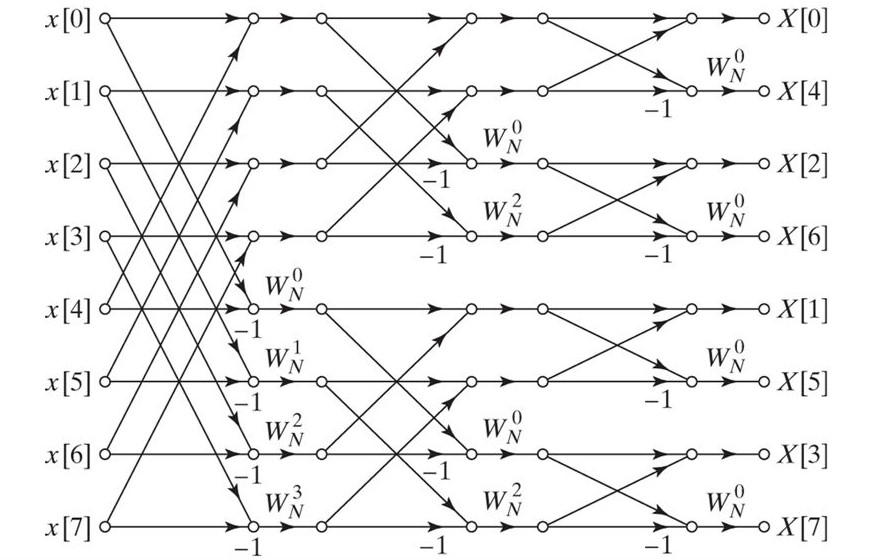 x[0] X[0]
W_N^0
x[1] -1 X[4]
W_N^0
x[2] -1 X[2]
W_N^2 W_N^0
x[3] -1 -1 X[6]
W_N^0
x[4] -1 X[1]
W_N^1 W_N^0
x[5] -1 -1 X[5]
W_N^2 W_N^0
x[6] -1 -1 X[3]
W_N^3 W_N^2 W_N^0
x[7] -1 -1 -1 X[7]